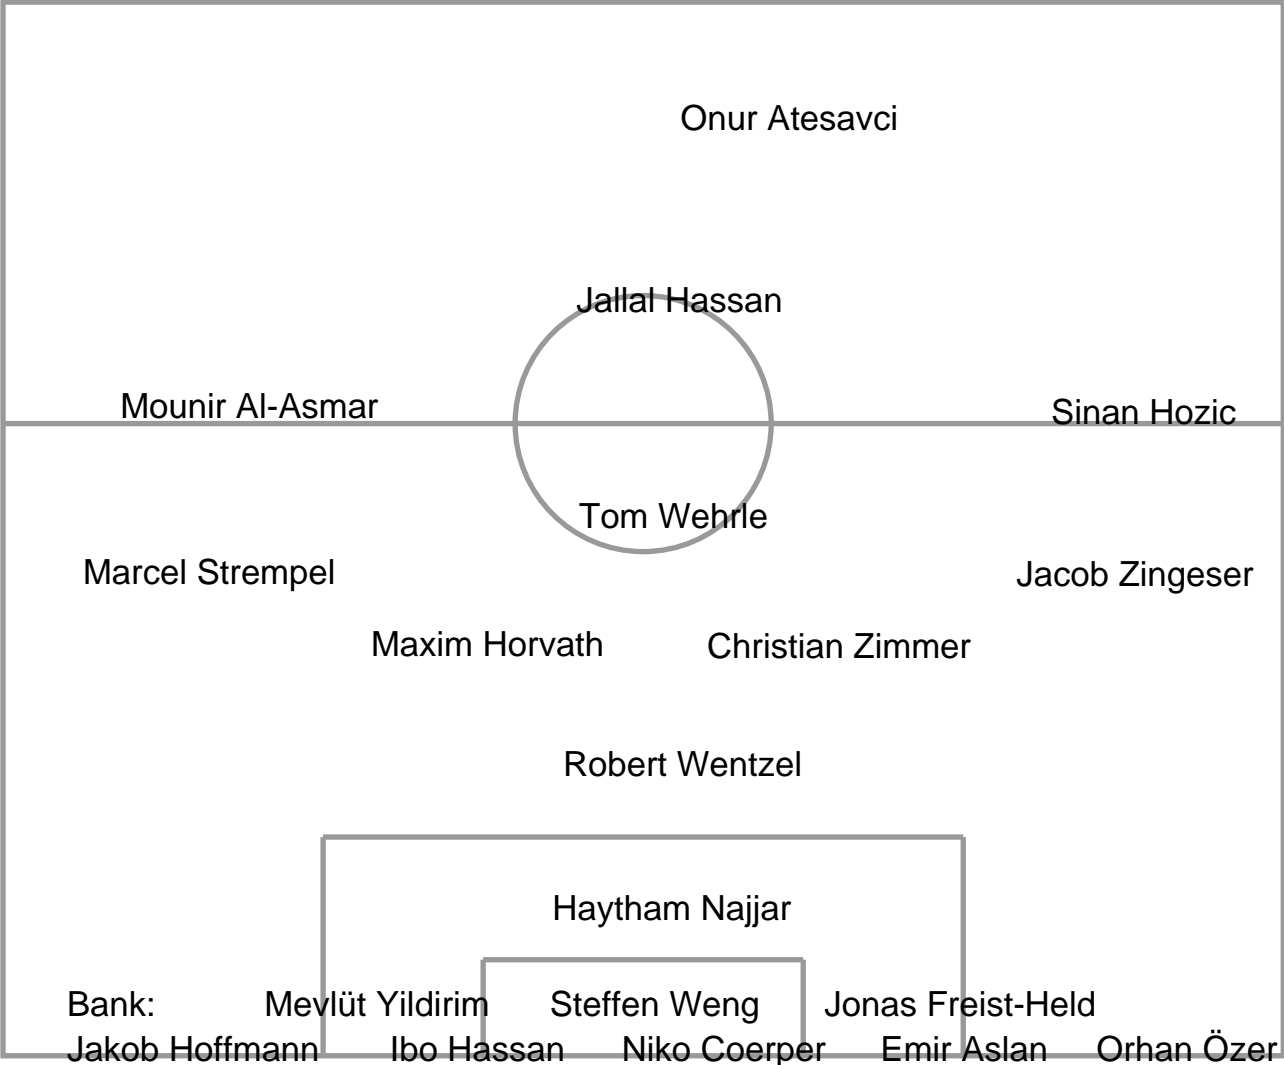 Onur Atesavci
Jallal Hassan
Mounir Al-Asmar
Sinan Hozic
Tom Wehrle
Marcel Strempel
Jacob Zingeser
Maxim Horvath
Christian Zimmer
Robert Wentzel
Haytham Najjar
Bank: Mevlüt Yildirim Steffen Weng Jonas Freist-Held
Jakob Hoffmann Ibo Hassan Niko Coerper Emir Aslan Orhan Özer